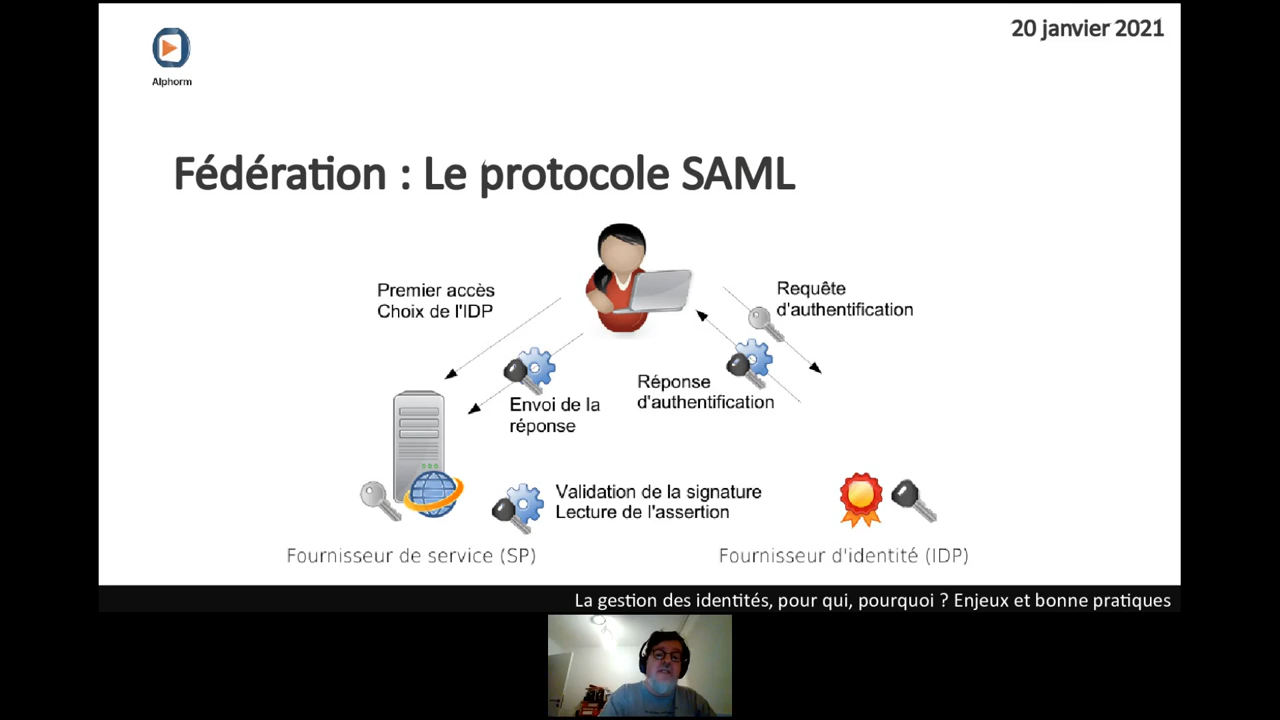 20 janvier 2021
Alphorm
Fédération : Le protocole SAML
Premier accès
Choix de l'IDP
Requête
d'authentification
Réponse
d'authentification
Envoi de la
réponse
Validation de la signature
Lecture de l'assertion
Fournisseur de service (SP)
Fournisseur d'identité (IDP)
La gestion des identités, pour qui, pourquoi ? Enjeux et bonne pratiques